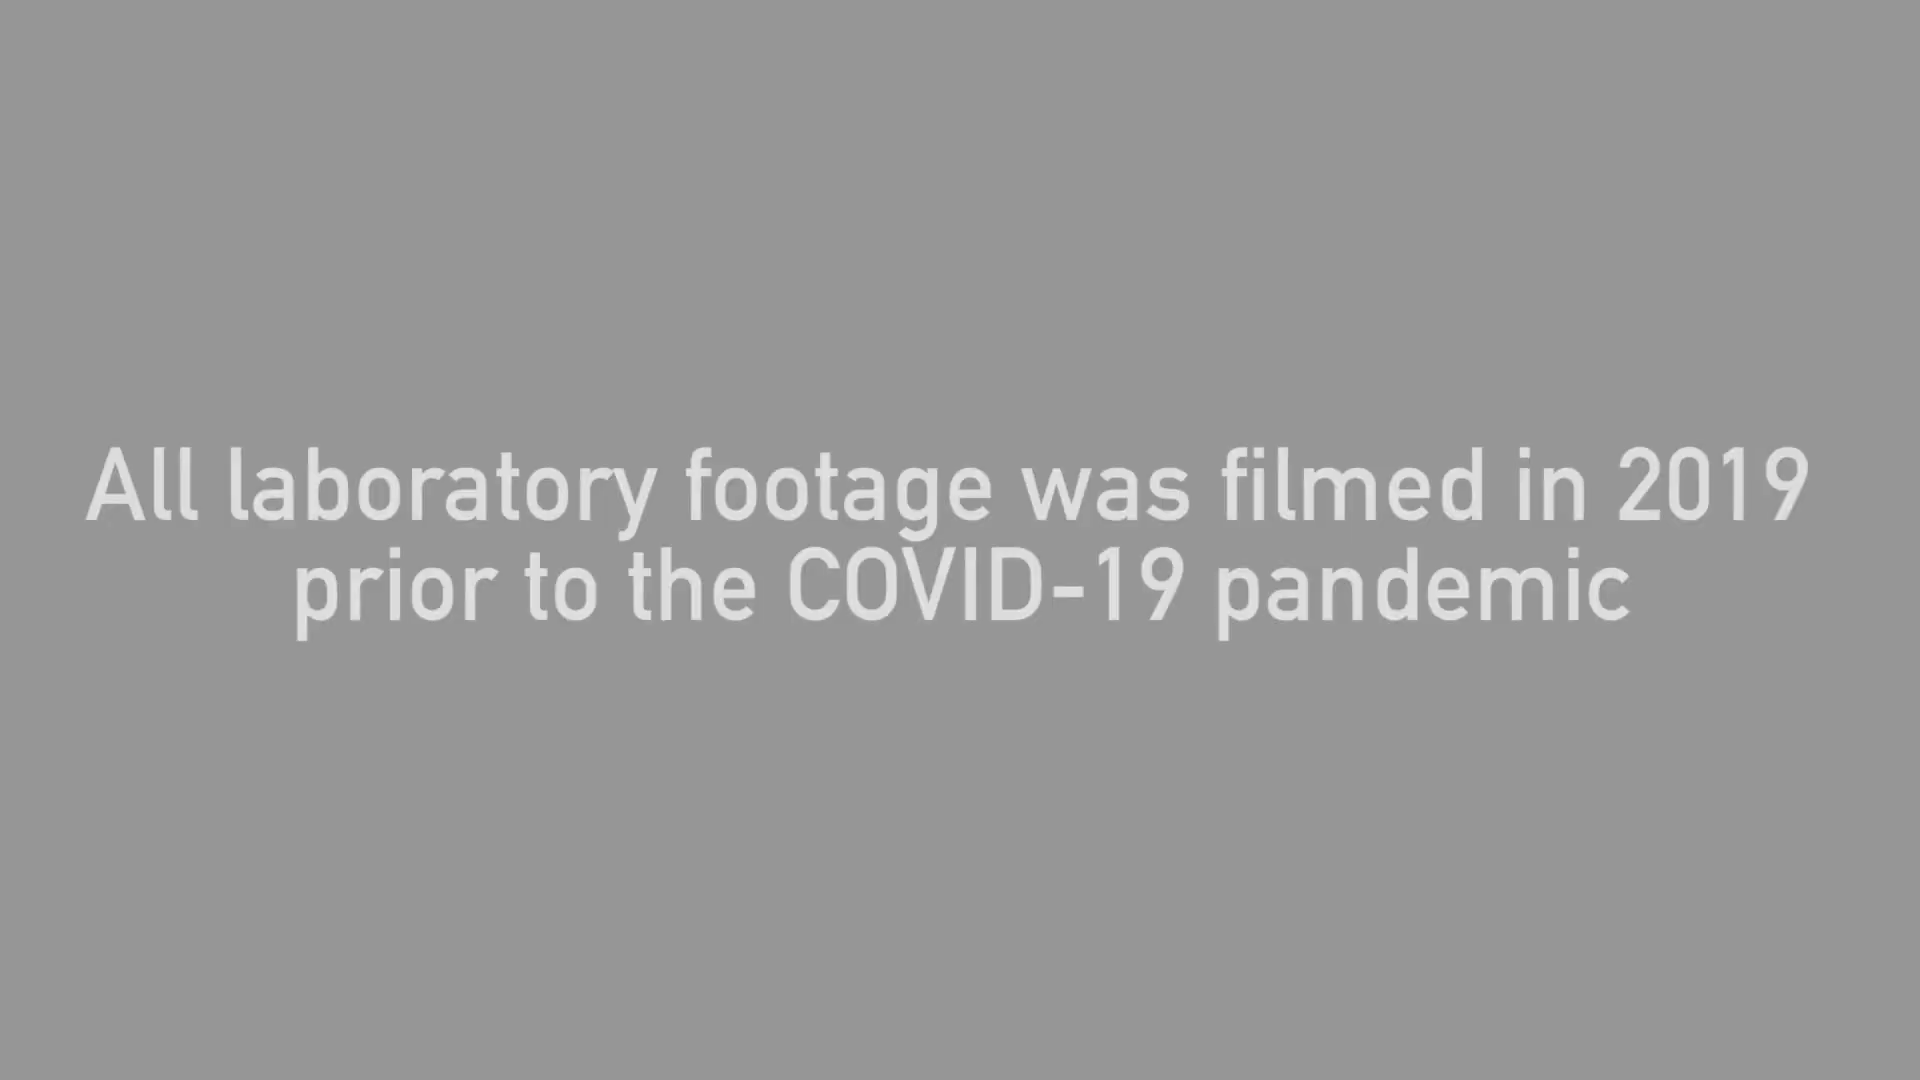 All laboratory footage was filmed in 2019
prior to the COVID-19 pandemic